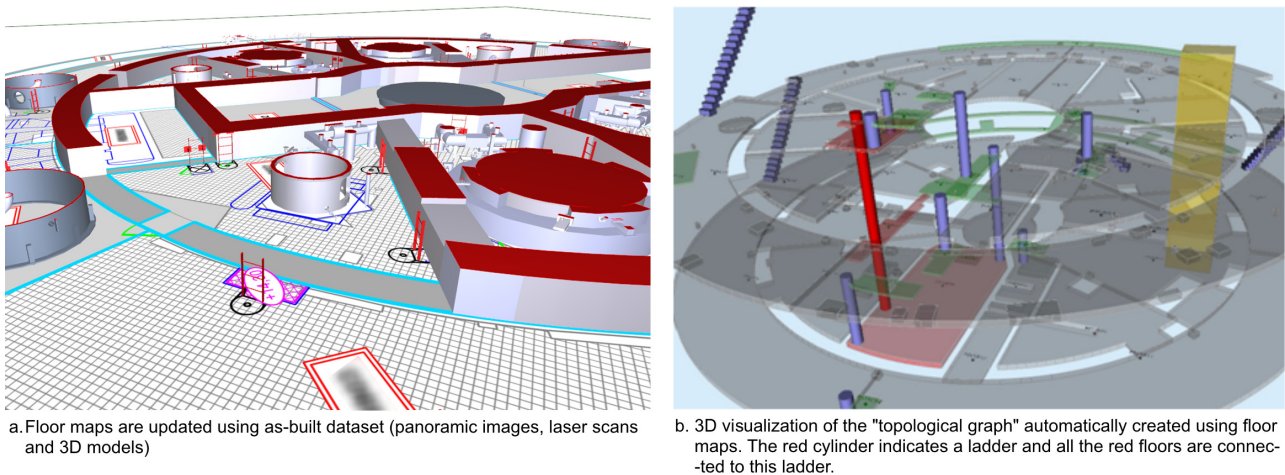 a. Floor maps are updated using as-built dataset (panoramic images, laser scans
and 3D models)
b. 3D visualization of the "topological graph" automatically created using floor
maps. The red cylinder indicates a ladder and all the red floors are connec-
-ted to this ladder.